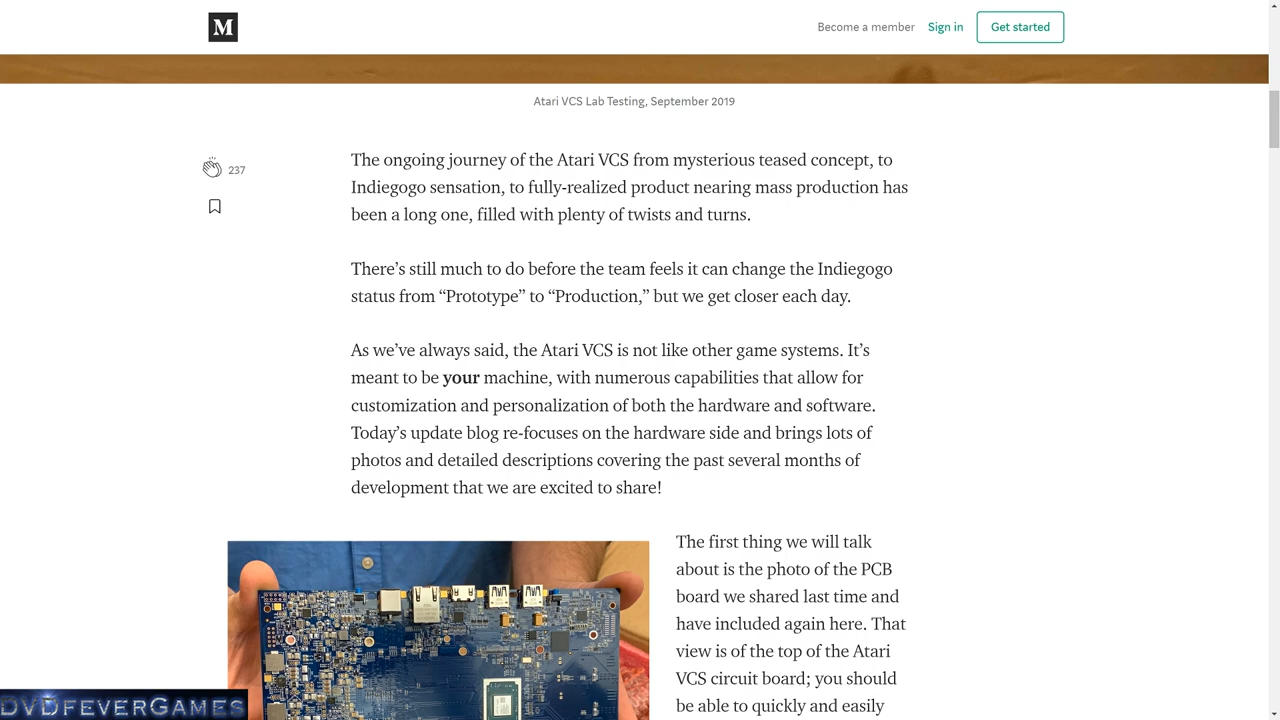 M
Become a member Sign in Get started
Atari VCS Lab Testing, September 2019
237
The ongoing journey of the Atari VCS from mysterious teased concept, to
Indiegogo sensation, to fully-realized product nearing mass production has
been a long one, filled with plenty of twists and turns.
There’s still much to do before the team feels it can change the Indiegogo
status from “Prototype” to “Production,” but we get closer each day.
As we’ve always said, the Atari VCS is not like other game systems. It’s
meant to be your machine, with numerous capabilities that allow for
customization and personalization of both the hardware and software.
Today’s update blog re-focuses on the hardware side and brings lots of
photos and detailed descriptions covering the past several months of
development that we are excited to share!
The first thing we will talk
about is the photo of the PCB
board we shared last time and
have included again here. That
view is of the top of the Atari
VCS circuit board; you should
be able to quickly and easily
DVDFEVERGAMES